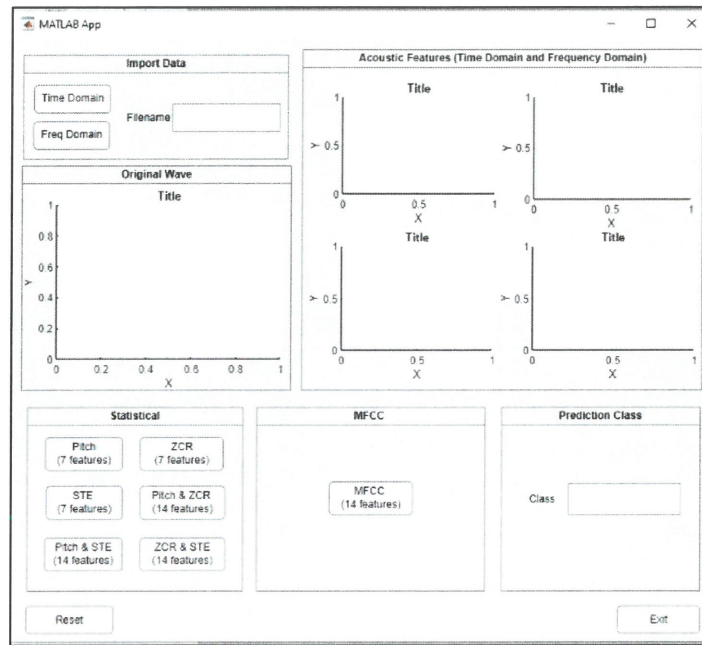 MATLAB App
Import Data
Time Domain
Freq Domain
Filename
Original Wave
Title
1
0.8
0.6
0.4
0.2
0
Y
0 0.2 0.4 0.6 0.8 1
X
Acoustic Features (Time Domain and Frequency Domain)
Title
1
0.5
0
Y
0 0.5 1
X
Title
1
0.5
0
Y
0 0.5 1
X
Title
1
0.5
0
Y
0 0.5 1
X
Title
1
0.5
0
Y
0 0.5 1
X
Statistical
Pitch
(7 features)
ZCR
(7 features)
STE
(7 features)
Pitch & ZCR
(14 features)
Pitch & STE
(14 features)
ZCR & STE
(14 features)
MFCC
MFCC
(14 features)
Prediction Class
Class
Reset
Exit